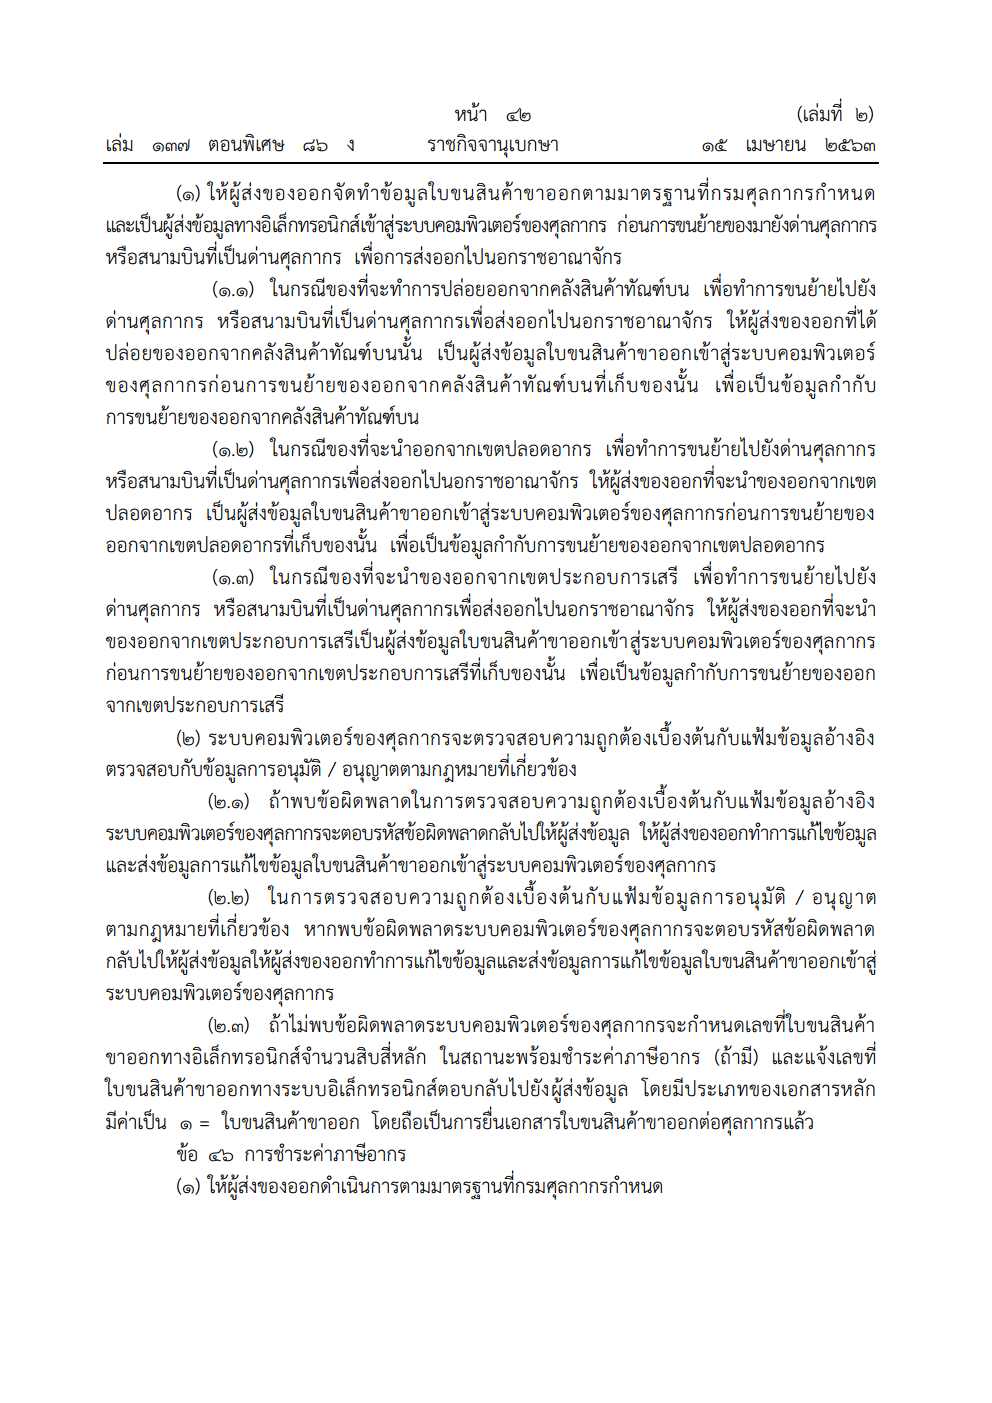 หน้า ๔๒ (เล่มที่ ๒)
เล่ม ๑๓๗ ตอนพิเศษ ๘๖ ง ราชกิจจานุเบกษา ๑๕ เมษายน ๒๕๖๓
(๑) ให้ผู้ส่งของออกจัดทำข้อมูลใบขนสินค้าขาออกตามมาตรฐานที่กรมศุลกากรกำหนด
และเป็นผู้ส่งข้อมูลทางอิเล็กทรอนิกส์เข้าสู่ระบบคอมพิวเตอร์ของศุลกากร ก่อนการขนย้ายของมายังด่านศุลกากร
หรือสนามบินที่เป็นด่านศุลกากร เพื่อการส่งออกไปนอกราชอาณาจักร
(๑.๑) ในกรณีของที่จะทำการปล่อยออกจากคลังสินค้าทัณฑ์บน เพื่อทำการขนย้ายไปยัง
ด่านศุลกากร หรือสนามบินที่เป็นด่านศุลกากรเพื่อส่งออกไปนอกราชอาณาจักร ให้ผู้ส่งของออกที่ได้
ปล่อยของออกจากคลังสินค้าทัณฑ์บนนั้น เป็นผู้ส่งข้อมูลใบขนสินค้าขาออกเข้าสู่ระบบคอมพิวเตอร์
ของศุลกากรก่อนการขนย้ายของออกจากคลังสินค้าทัณฑ์บนที่เก็บของนั้น เพื่อเป็นข้อมูลกำกับ
การขนย้ายของออกจากคลังสินค้าทัณฑ์บน
(๑.๒) ในกรณีของที่จะนำออกจากเขตปลอดอากร เพื่อทำการขนย้ายไปยังด่านศุลกากร
หรือสนามบินที่เป็นด่านศุลกากรเพื่อส่งออกไปนอกราชอาณาจักร ให้ผู้ส่งของออกที่จะนำของออกจากเขต
ปลอดอากร เป็นผู้ส่งข้อมูลใบขนสินค้าขาออกเข้าสู่ระบบคอมพิวเตอร์ของศุลกากรก่อนการขนย้ายของ
ออกจากเขตปลอดอากรที่เก็บของนั้น เพื่อเป็นข้อมูลกำกับการขนย้ายของออกจากเขตปลอดอากร
(๑.๓) ในกรณีของที่จะนำของออกจากเขตประกอบการเสรี เพื่อทำการขนย้ายไปยัง
ด่านศุลกากร หรือสนามบินที่เป็นด่านศุลกากรเพื่อส่งออกไปนอกราชอาณาจักร ให้ผู้ส่งของออกที่จะนำ
ของออกจากเขตประกอบการเสรีเป็นผู้ส่งข้อมูลใบขนสินค้าขาออกเข้าสู่ระบบคอมพิวเตอร์ของศุลกากร
ก่อนการขนย้ายของออกจากเขตประกอบการเสรีที่เก็บของนั้น เพื่อเป็นข้อมูลกำกับการขนย้ายของออก
จากเขตประกอบการเสรี
(๒) ระบบคอมพิวเตอร์ของศุลกากรจะตรวจสอบความถูกต้องเบื้องต้นกับแฟ้มข้อมูลอ้างอิง
ตรวจสอบกับข้อมูลการอนุมัติ / อนุญาตตามกฎหมายที่เกี่ยวข้อง
(๒.๑) ถ้าพบข้อผิดพลาดในการตรวจสอบความถูกต้องเบื้องต้นกับแฟ้มข้อมูลอ้างอิง
ระบบคอมพิวเตอร์ของศุลกากรจะตอบรหัสข้อผิดพลาดกลับไปให้ผู้ส่งข้อมูล ให้ผู้ส่งของออกทำการแก้ไขข้อมูล
และส่งข้อมูลการแก้ไขข้อมูลใบขนสินค้าขาออกเข้าสู่ระบบคอมพิวเตอร์ของศุลกากร
(๒.๒) ในการตรวจสอบความถูกต้องเบื้องต้นกับแฟ้มข้อมูลการอนุมัติ / อนุญาต
ตามกฎหมายที่เกี่ยวข้อง หากพบข้อผิดพลาดระบบคอมพิวเตอร์ของศุลกากรจะตอบรหัสข้อผิดพลาด
กลับไปให้ผู้ส่งข้อมูลให้ผู้ส่งของออกทำการแก้ไขข้อมูลและส่งข้อมูลการแก้ไขข้อมูลใบขนสินค้าขาออกเข้าสู่
ระบบคอมพิวเตอร์ของศุลกากร
(๒.๓) ถ้าไม่พบข้อผิดพลาดระบบคอมพิวเตอร์ของศุลกากรจะกำหนดเลขที่ใบขนสินค้า
ขาออกทางอิเล็กทรอนิกส์จำนวนสิบสี่หลัก ในสถานะพร้อมชำระค่าภาษีอากร (ถ้ามี) และแจ้งเลขที่
ใบขนสินค้าขาออกทางระบบอิเล็กทรอนิกส์ตอบกลับไปยังผู้ส่งข้อมูล โดยมีประเภทของเอกสารหลัก
มีค่าเป็น ๑ = ใบขนสินค้าขาออก โดยถือเป็นการยื่นเอกสารใบขนสินค้าขาออกต่อศุลกากรแล้ว
ข้อ ๔๖ การชำระค่าภาษีอากร
(๑) ให้ผู้ส่งของออกดำเนินการตามมาตรฐานที่กรมศุลกากรกำหนด